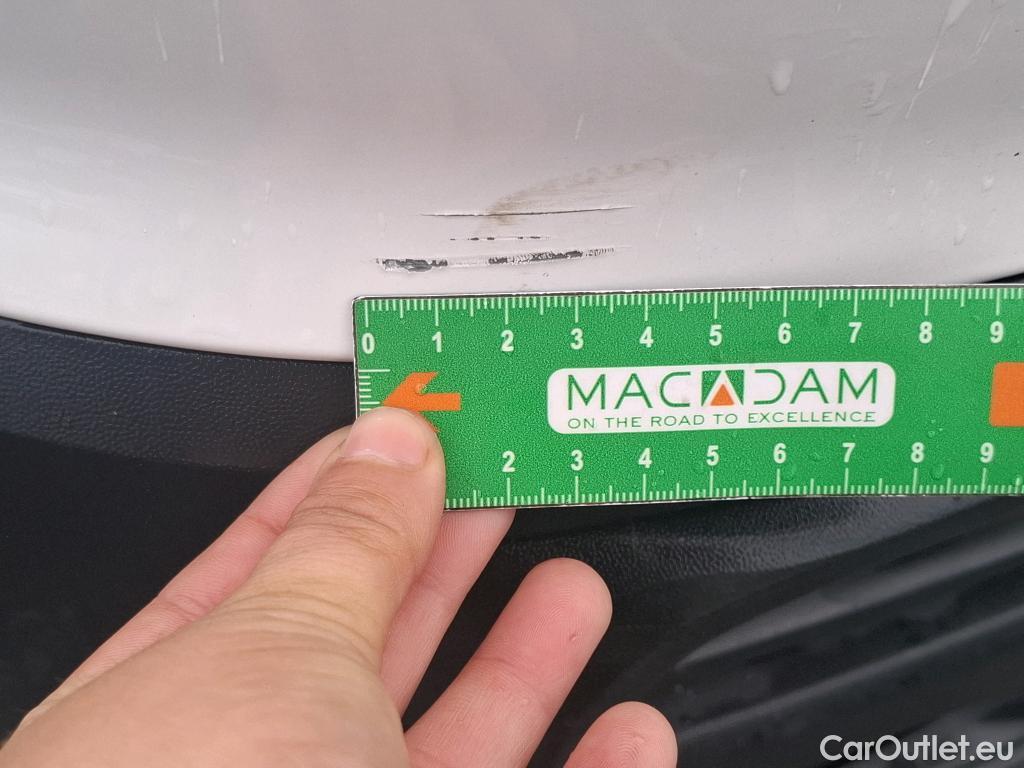 0 1 2 3 4 5 6 7 8 9
MACADAM
ON THE ROAD TO EXCELLENCE
2 3 4 5 6 7 8 9
CarOutlet.eu